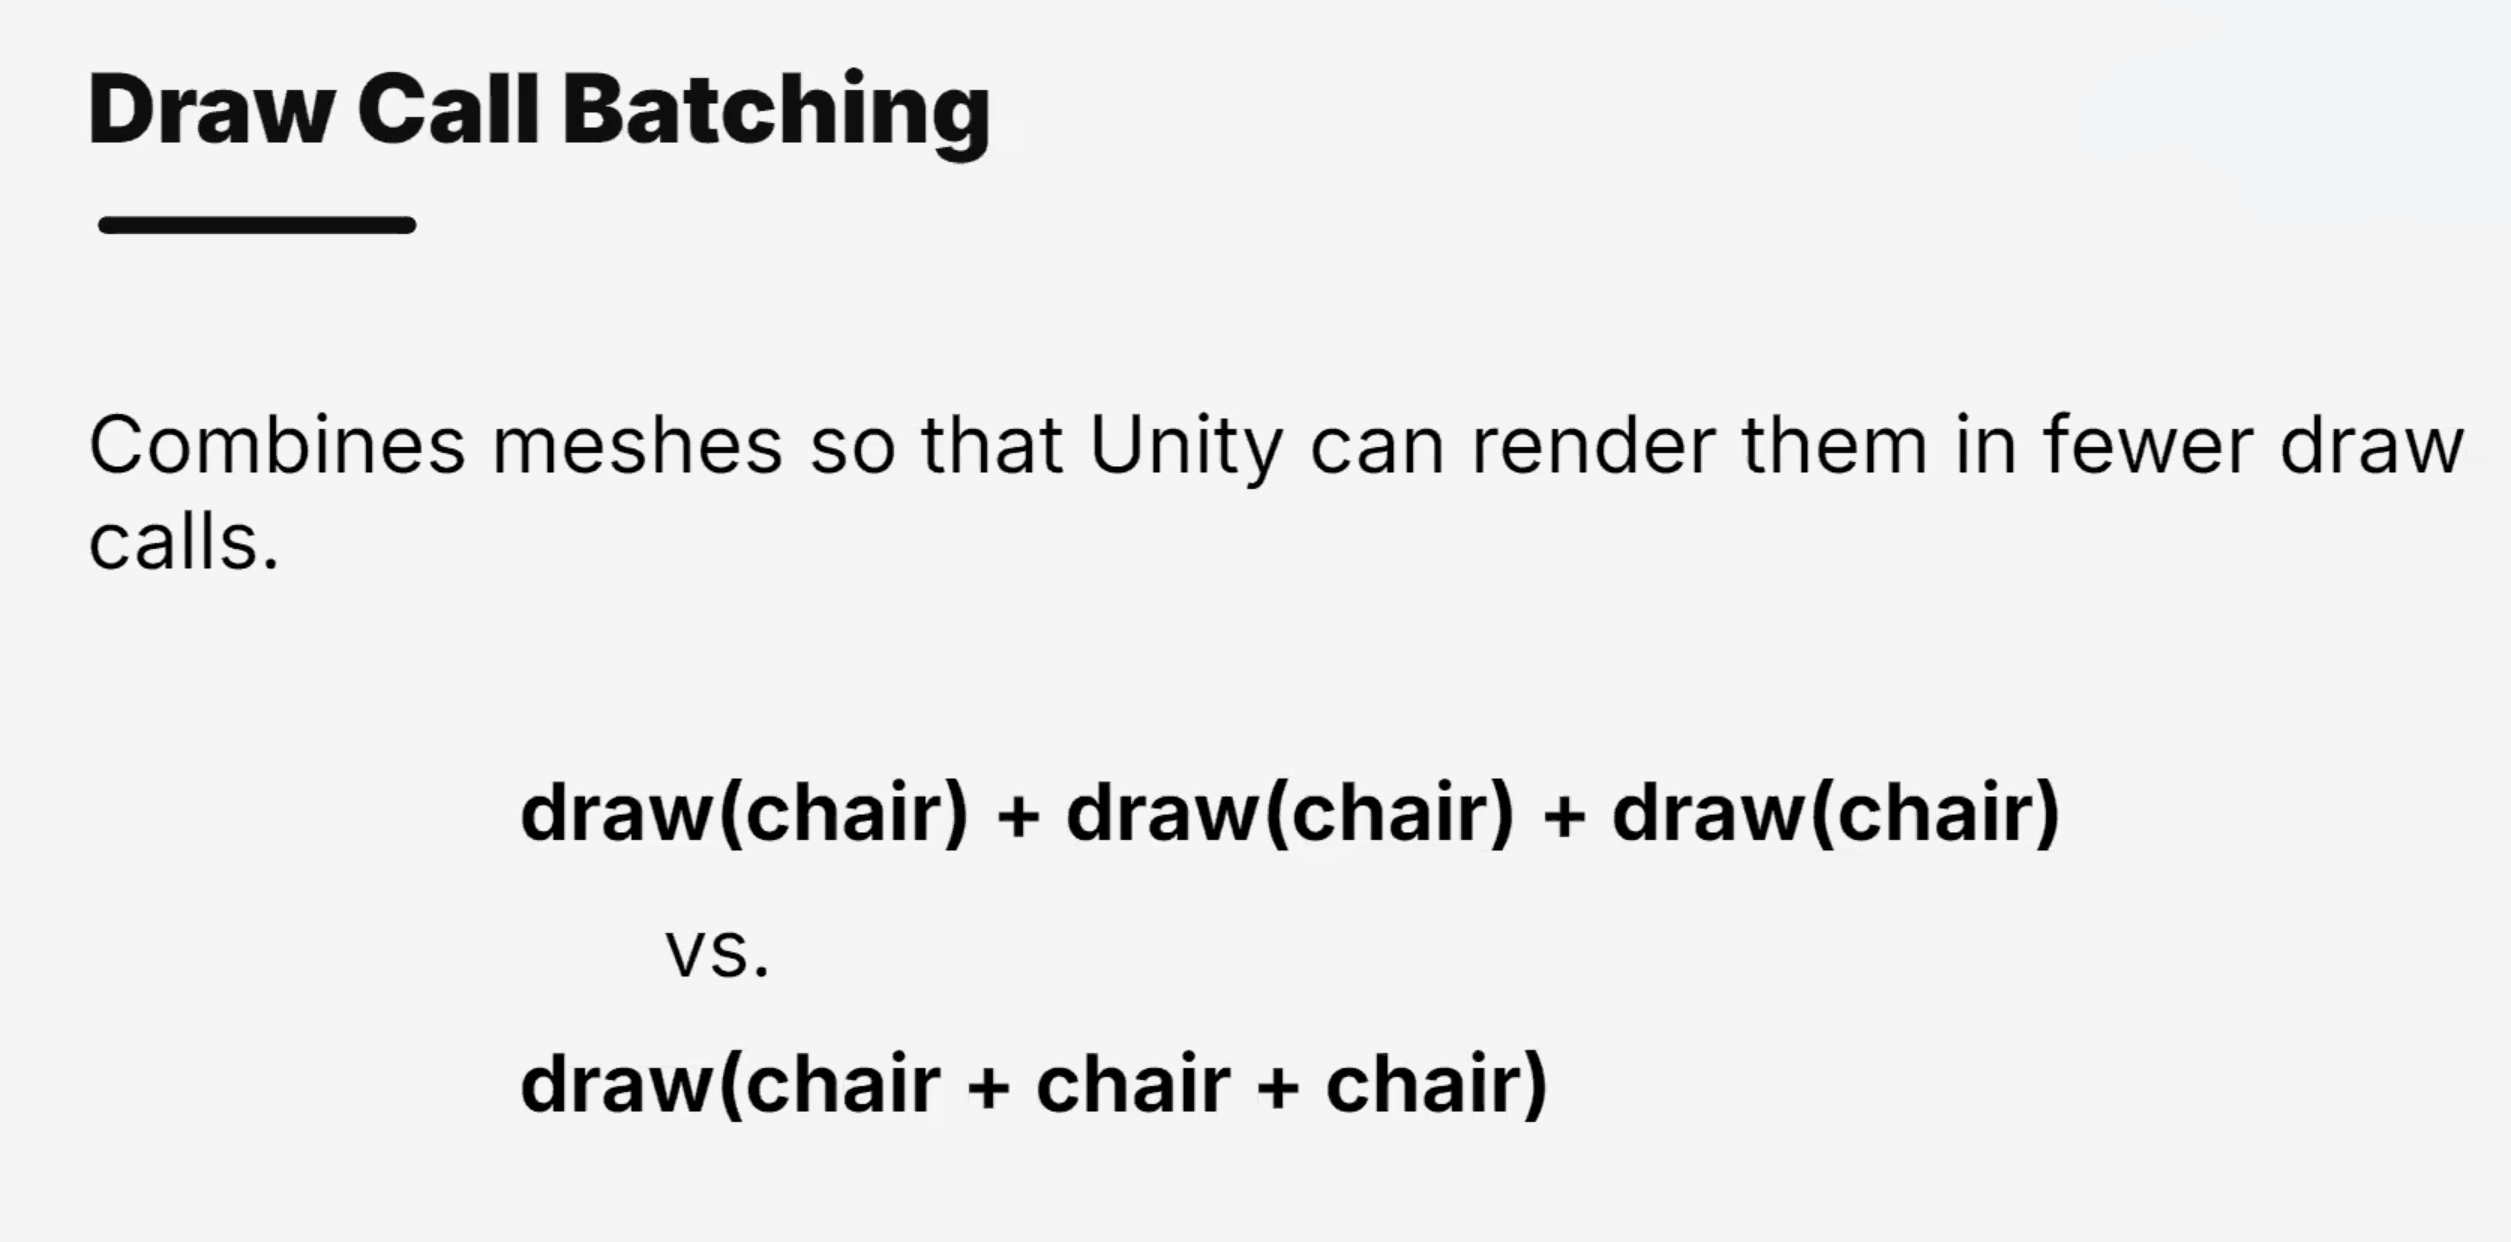 Draw Call Batching
Combines meshes so that Unity can render them in fewer draw
calls.
draw(chair) + draw(chair) + draw(chair)
vs.
draw(chair + chair + chair)